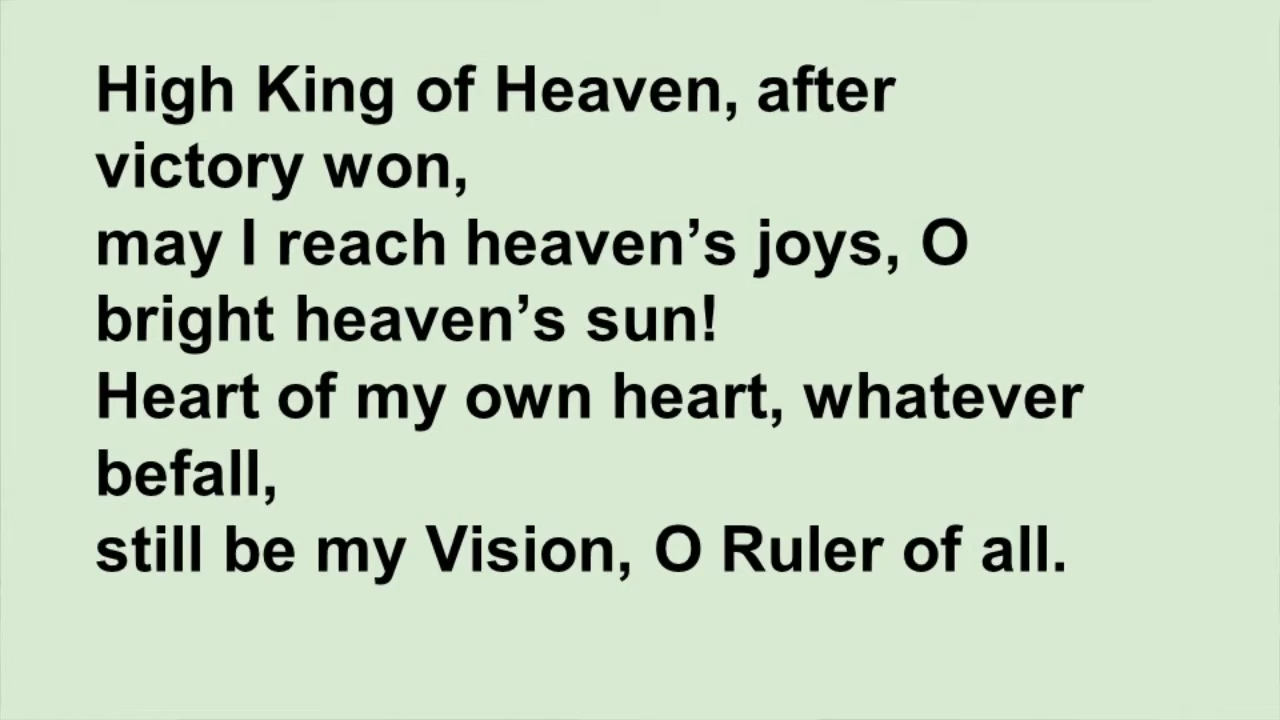 High King of Heaven, after
victory won,
may I reach heaven’s joys, O
bright heaven’s sun!
Heart of my own heart, whatever
befall,
still be my Vision, O Ruler of all.